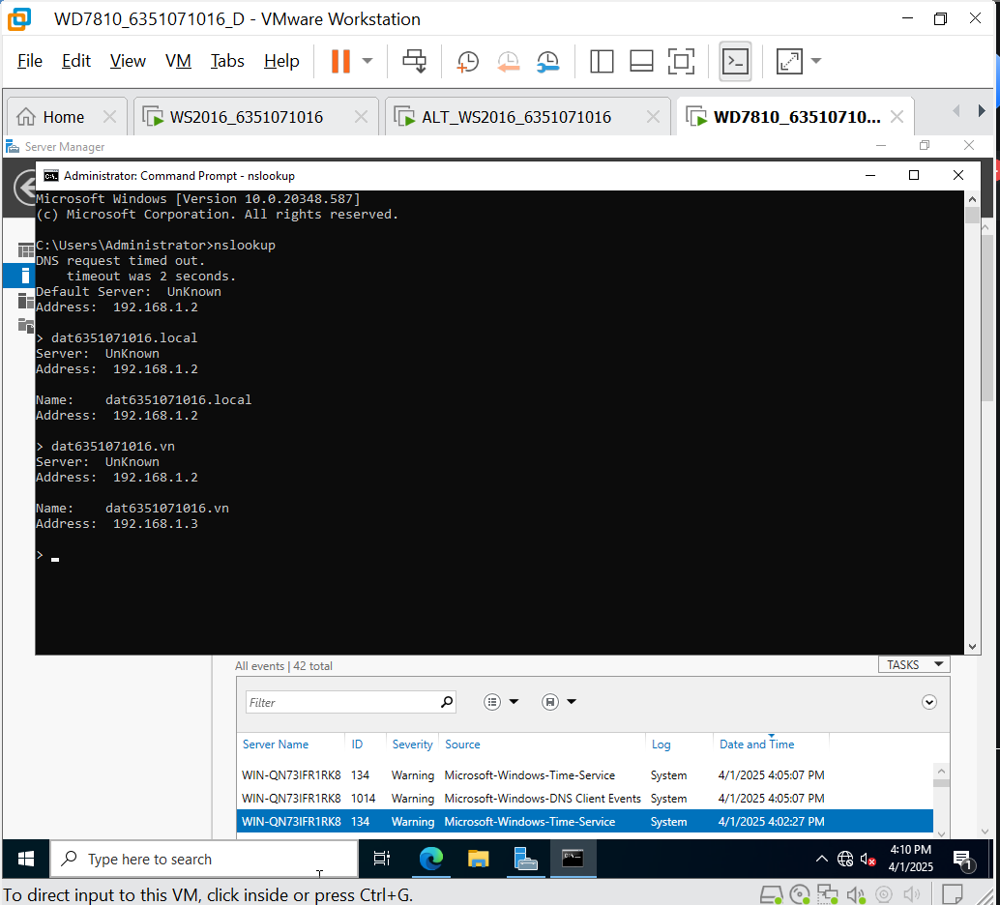 WD7810_6351071016_D - VMware Workstation
File Edit View VM Tabs Help
Home WS2016_6351071016 ALT_WS2016_6351071016 WD7810_63510710...
Server Manager
Administrator: Command Prompt - nslookup
Microsoft Windows [Version 10.0.20348.587]
(c) Microsoft Corporation. All rights reserved.
C:\Users\Administrator>nslookup
DNS request timed out.
    timeout was 2 seconds.
Default Server:  UnKnown
Address:  192.168.1.2
> dat6351071016.local
Server:  UnKnown
Address:  192.168.1.2
Name:    dat6351071016.local
Address:  192.168.1.2
> dat6351071016.vn
Server:  UnKnown
Address:  192.168.1.2
Name:    dat6351071016.vn
Address:  192.168.1.3
>
All events | 42 total
TASKS
Filter
Server Name ID Severity Source Log Date and Time
WIN-QN73IFR1RK8 134 Warning Microsoft-Windows-Time-Service System 4/1/2025 4:05:07 PM
WIN-QN73IFR1RK8 1014 Warning Microsoft-Windows-DNS Client Events System 4/1/2025 4:05:07 PM
WIN-QN73IFR1RK8 134 Warning Microsoft-Windows-Time-Service System 4/1/2025 4:02:27 PM
Type here to search
4:10 PM
4/1/2025
1
To direct input to this VM, click inside or press Ctrl+G.